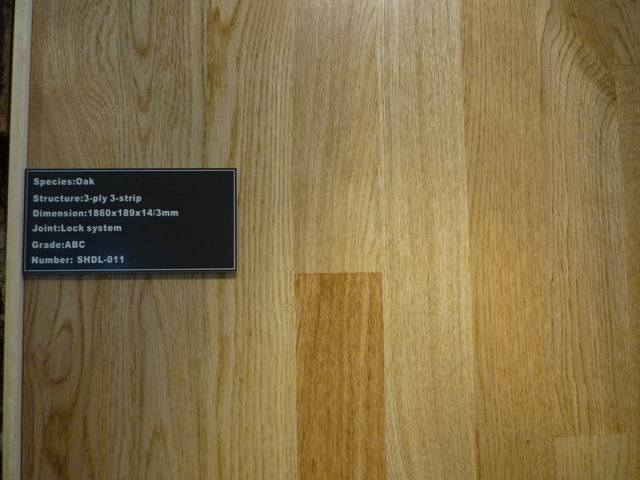 Species:Oak
Structure:3-ply 3-strip
Dimension:1860x189x14/3mm
Joint:Lock system
Grade:ABC
Number: SHDL-011